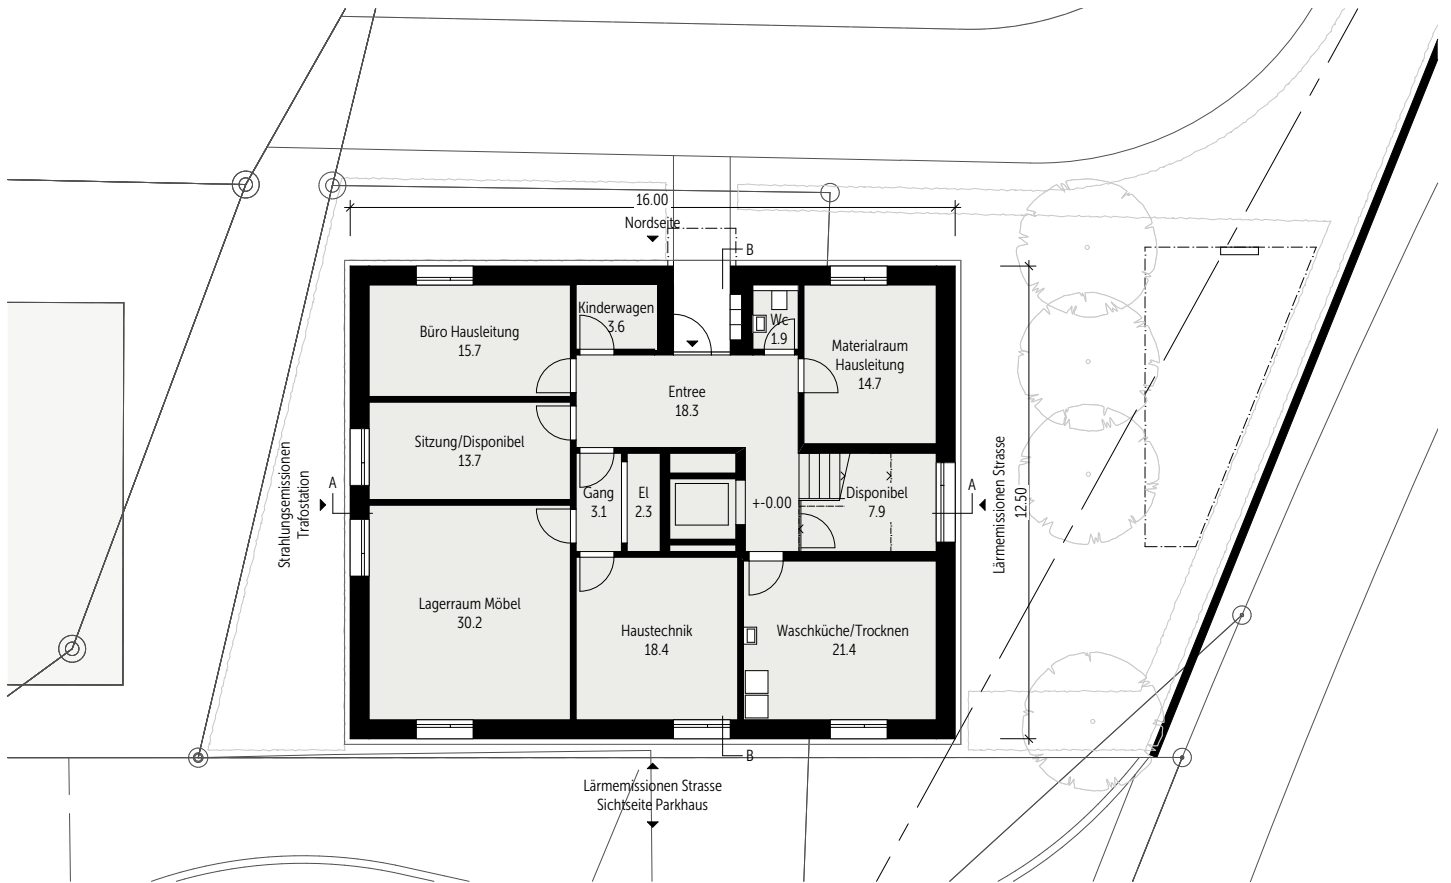 16.00
Nordseite
B
Kinderwagen
3.6
Büro Hausleitung
15.7
Wc
1.9
Materialraum
Hausleitung
14.7
Entree
18.3
Sitzung/Disponibel
13.7
Strahlungsemissionen
Trafostation
A
Gang
3.1
El
2.3
+-0.00
Disponibel
7.9
A
Lärmemissionen Strasse
12.50
Lagerraum Möbel
30.2
Haustechnik
18.4
Waschküche/Trocknen
21.4
B
Lärmemissionen Strasse
Sichtseite Parkhaus